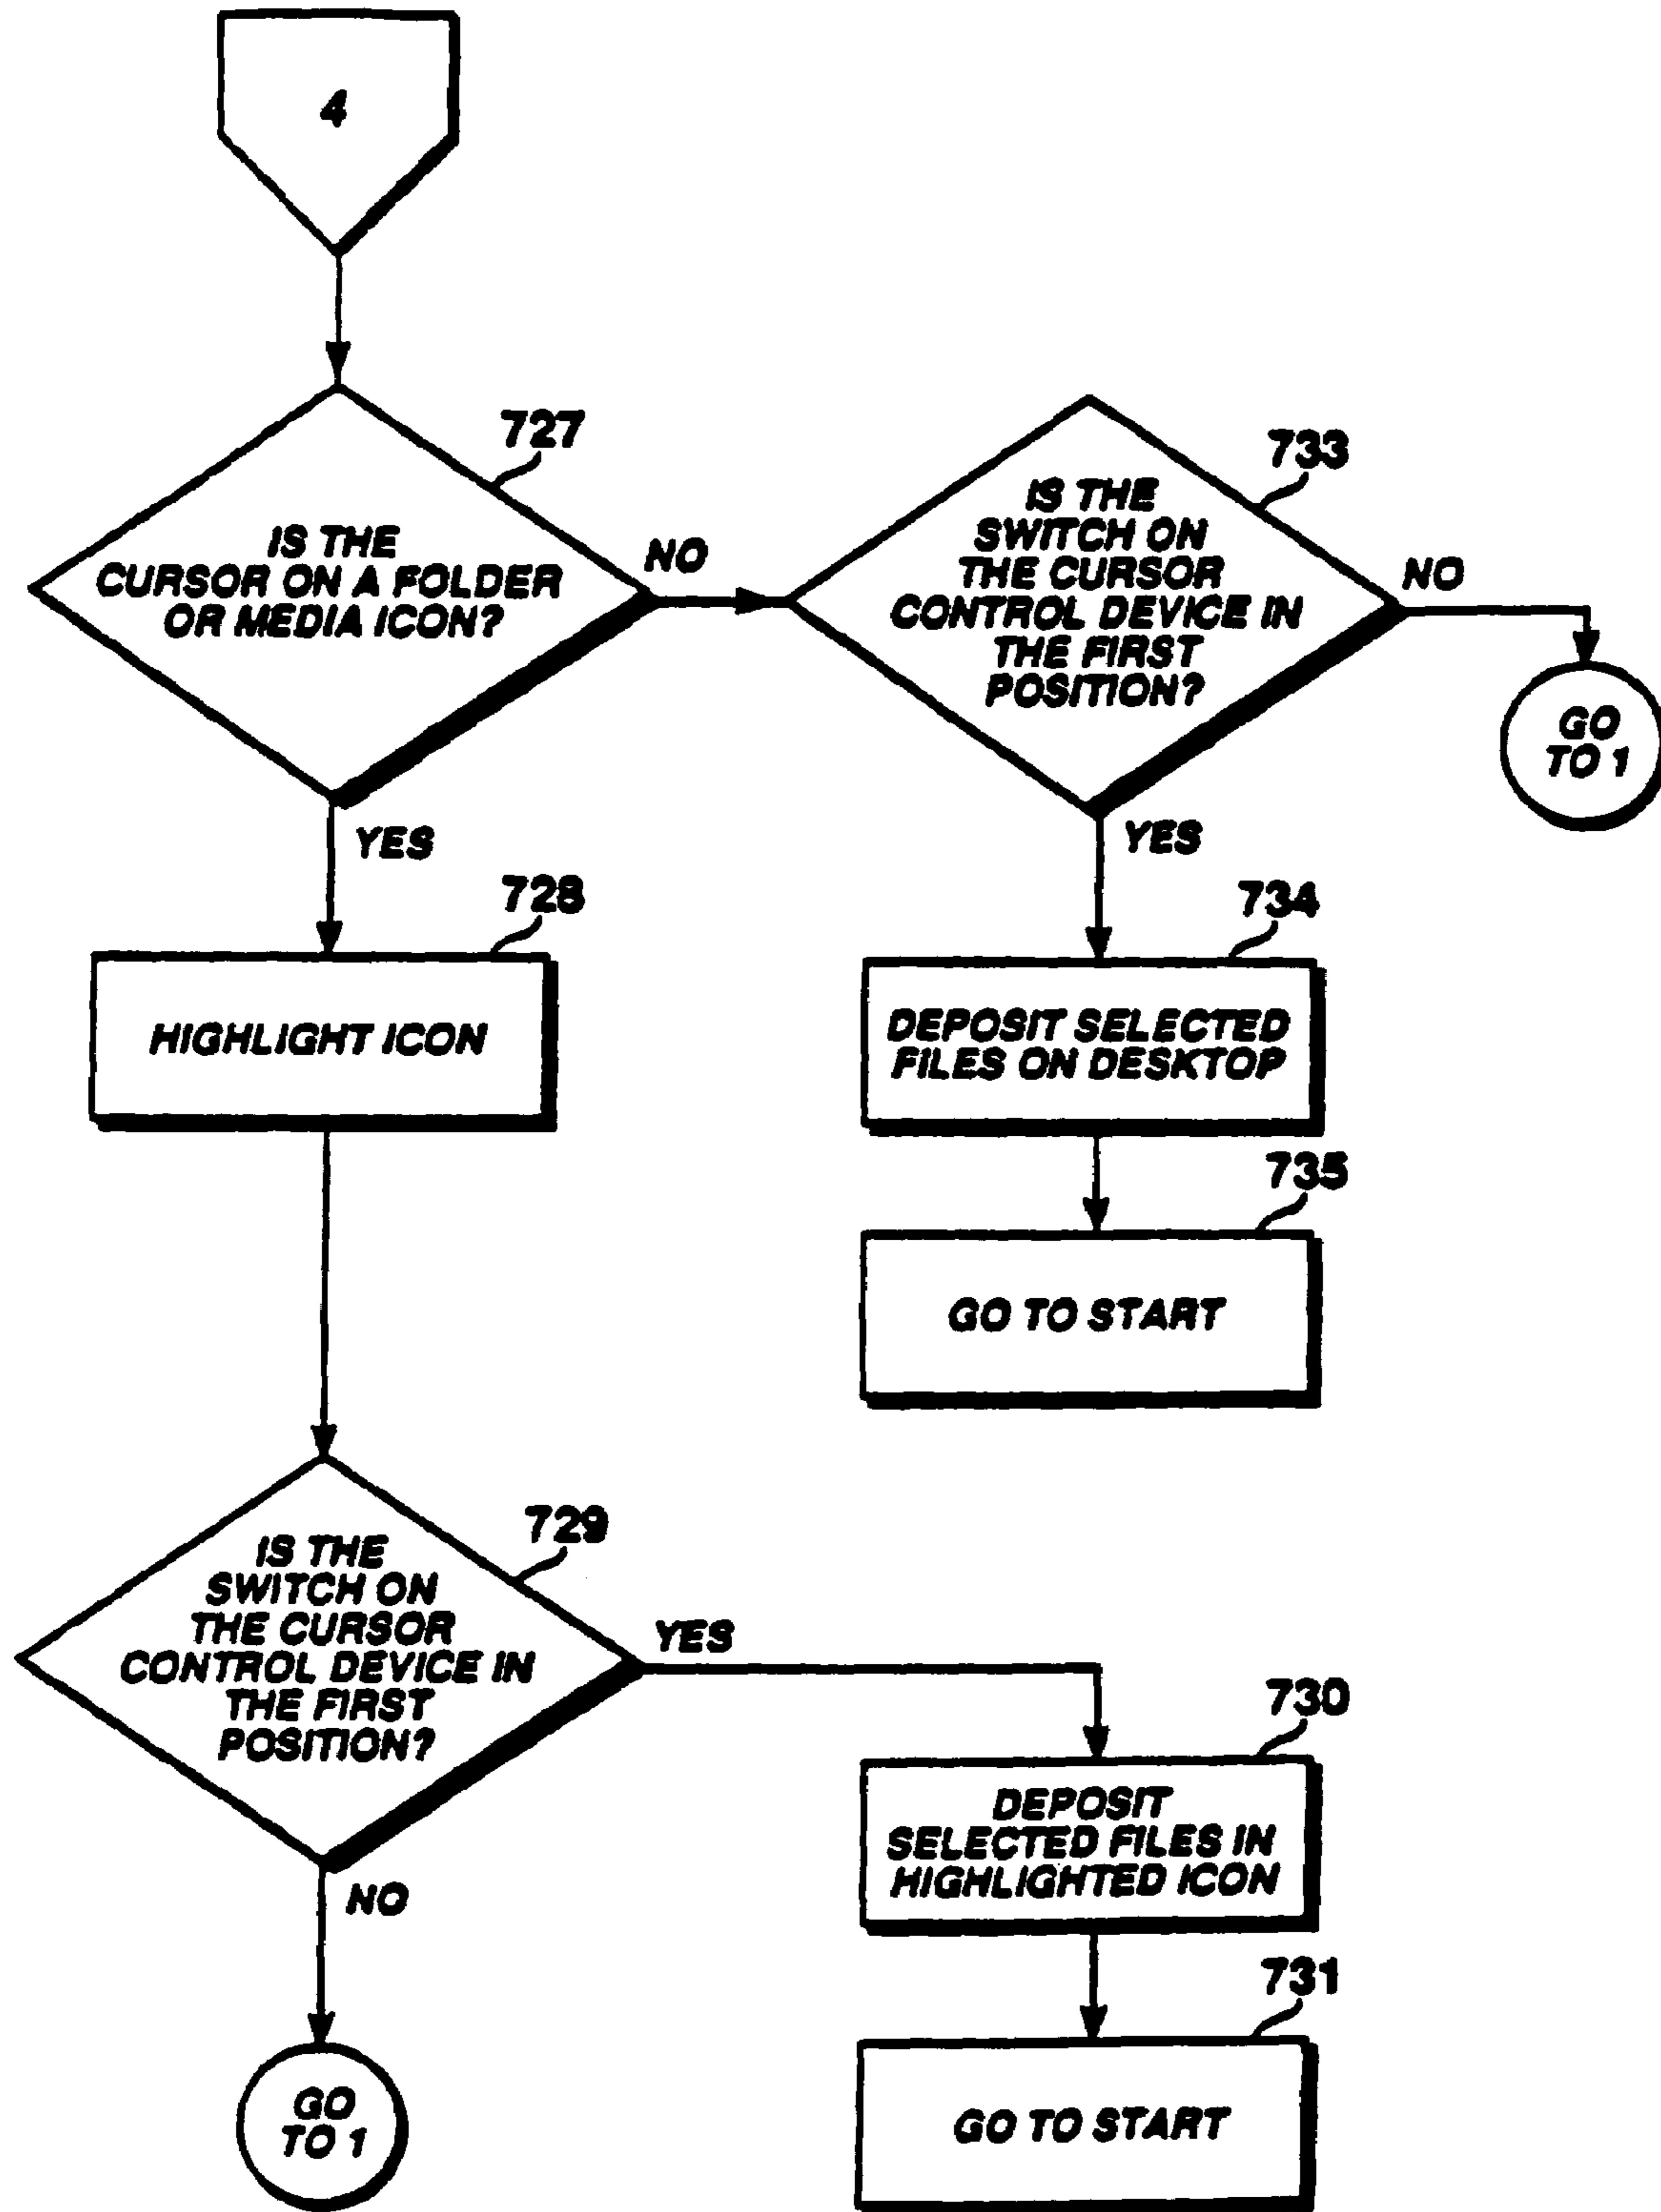 4
727
IS THE
CURSOR ON A FOLDER
OR MEDIA ICON?
NO
YES
733
IS THE
SWITCH ON
THE CURSOR
CONTROL DEVICE IN
THE FIRST
POSITION?
NO
GO
TO 1
YES
728
HIGHLIGHT ICON
734
DEPOSIT SELECTED
FILES ON DESKTOP
735
GO TO START
729
IS THE
SWITCH ON
THE CURSOR
CONTROL DEVICE IN
THE FIRST
POSITION?
YES
NO
730
DEPOSIT
SELECTED FILES IN
HIGHLIGHTED ICON
731
GO TO START
GO
TO 1